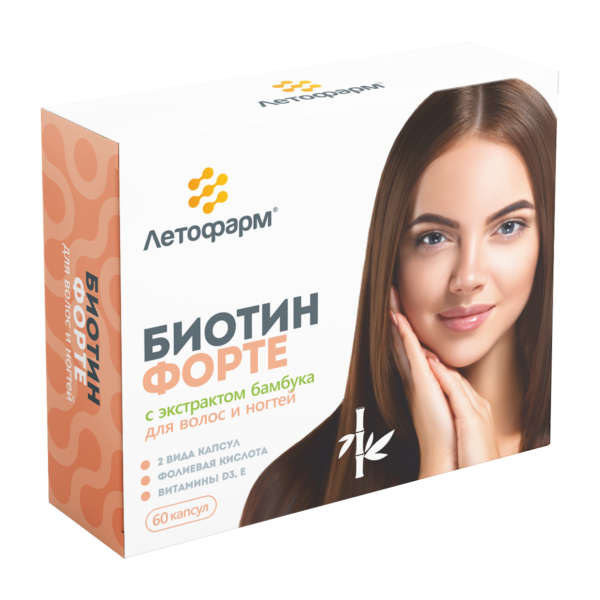 Летофарм®
Летофарм®
БИОТИН
ФОРТЕ
с экстрактом бамбука
для волос и ногтей
2 ВИДА КАПСУЛ
ФОЛИЕВАЯ КИСЛОТА
ВИТАМИНЫ D3, E
60 капсул
БИОТИН
ФОРТЕ
для волос и ногтей